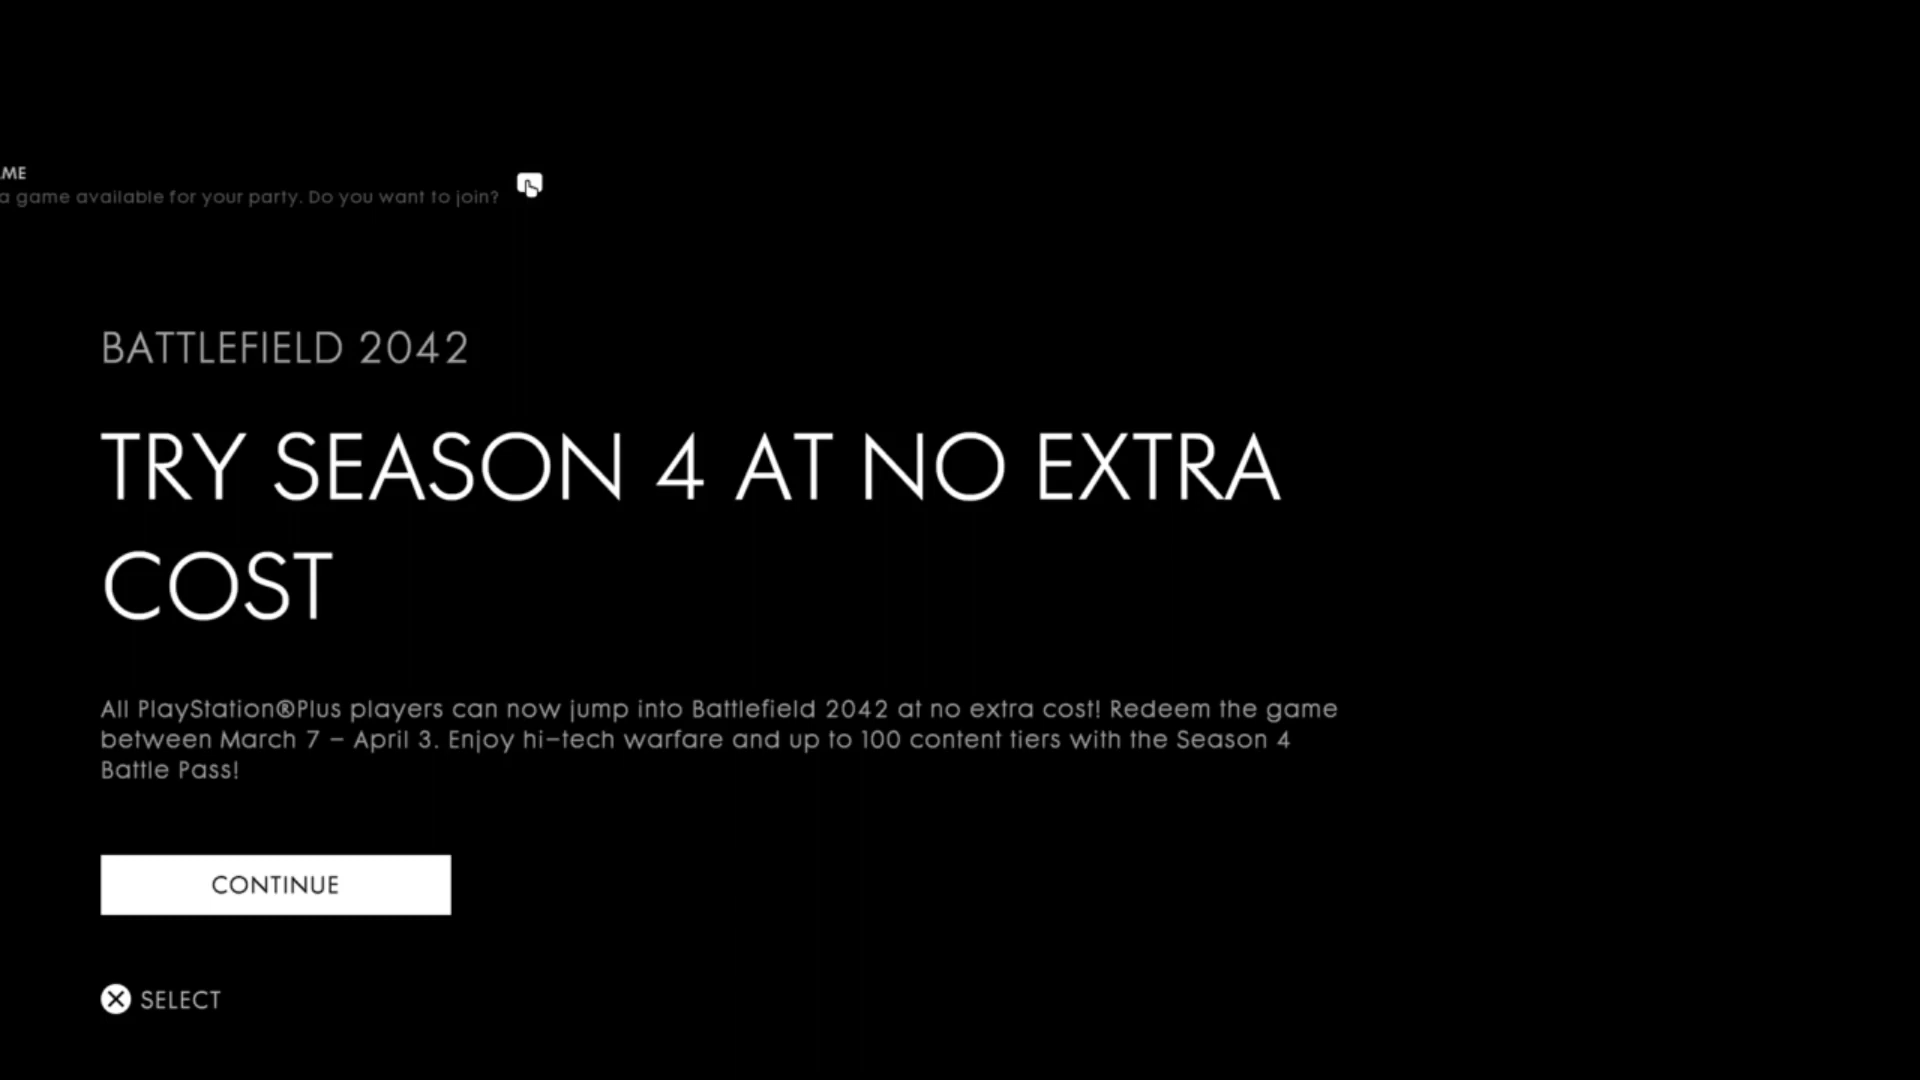 ME
a game available for your party. Do you want to join?
BATTLEFIELD 2042
TRY SEASON 4 AT NO EXTRA
COST
All PlayStation®Plus players can now jump into Battlefield 2042 at no extra cost! Redeem the game
between March 7 – April 3. Enjoy hi-tech warfare and up to 100 content tiers with the Season 4
Battle Pass!
CONTINUE
SELECT